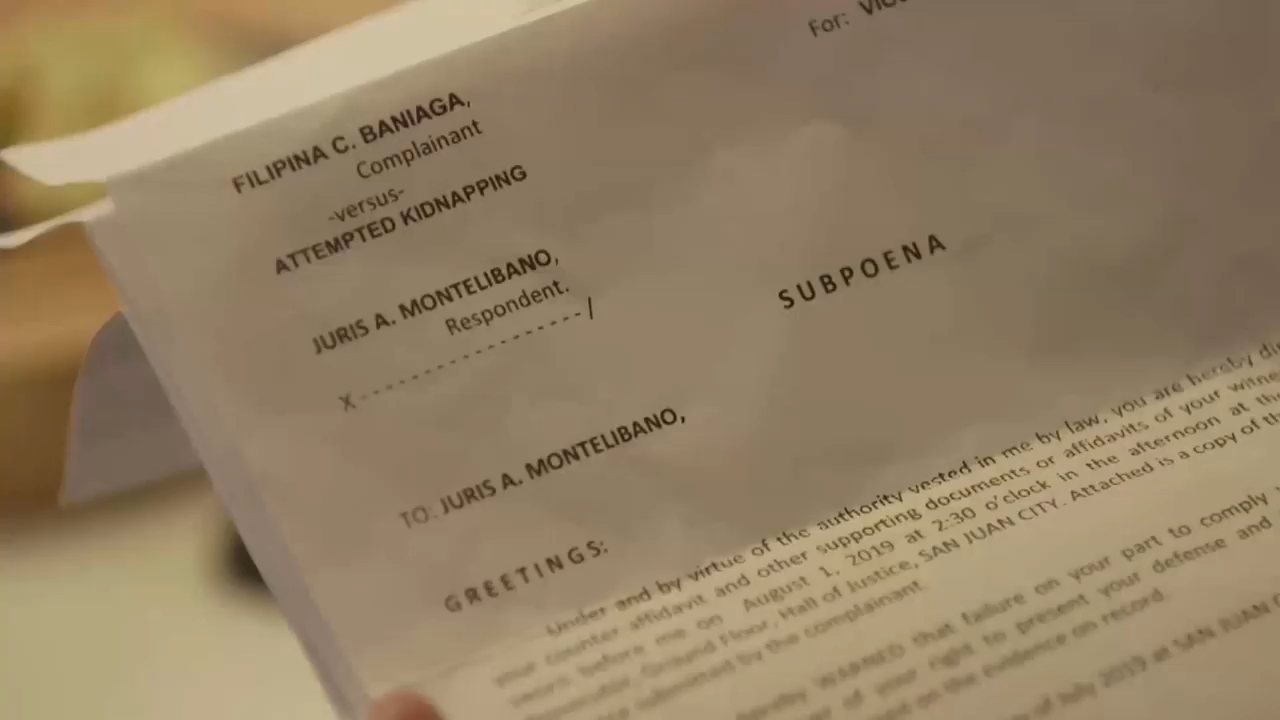 For:
FILIPINA C. BANIAGA,
Complainant
-versus-
ATTEMPTED KIDNAPPING
JURIS A. MONTELIBANO,
Respondent.
X--------------------/
SUBPOENA
TO: JURIS A. MONTELIBANO,
GREETINGS:
Under and by virtue of the authority vested in me by law, you are hereby
your counter affidavit and other supporting documents or affidavits of your
sworn before me on August 1, 2019 at 2:30 o'clock in the afternoon at the
Ground Floor, Hall of Justice, SAN JUAN CITY. Attached is a copy of
submitted by the complainant.
hereby WARNED that failure on your part to comply
of your right to present your defense and
on the evidence on record.
of July 2019 at SAN JUAN